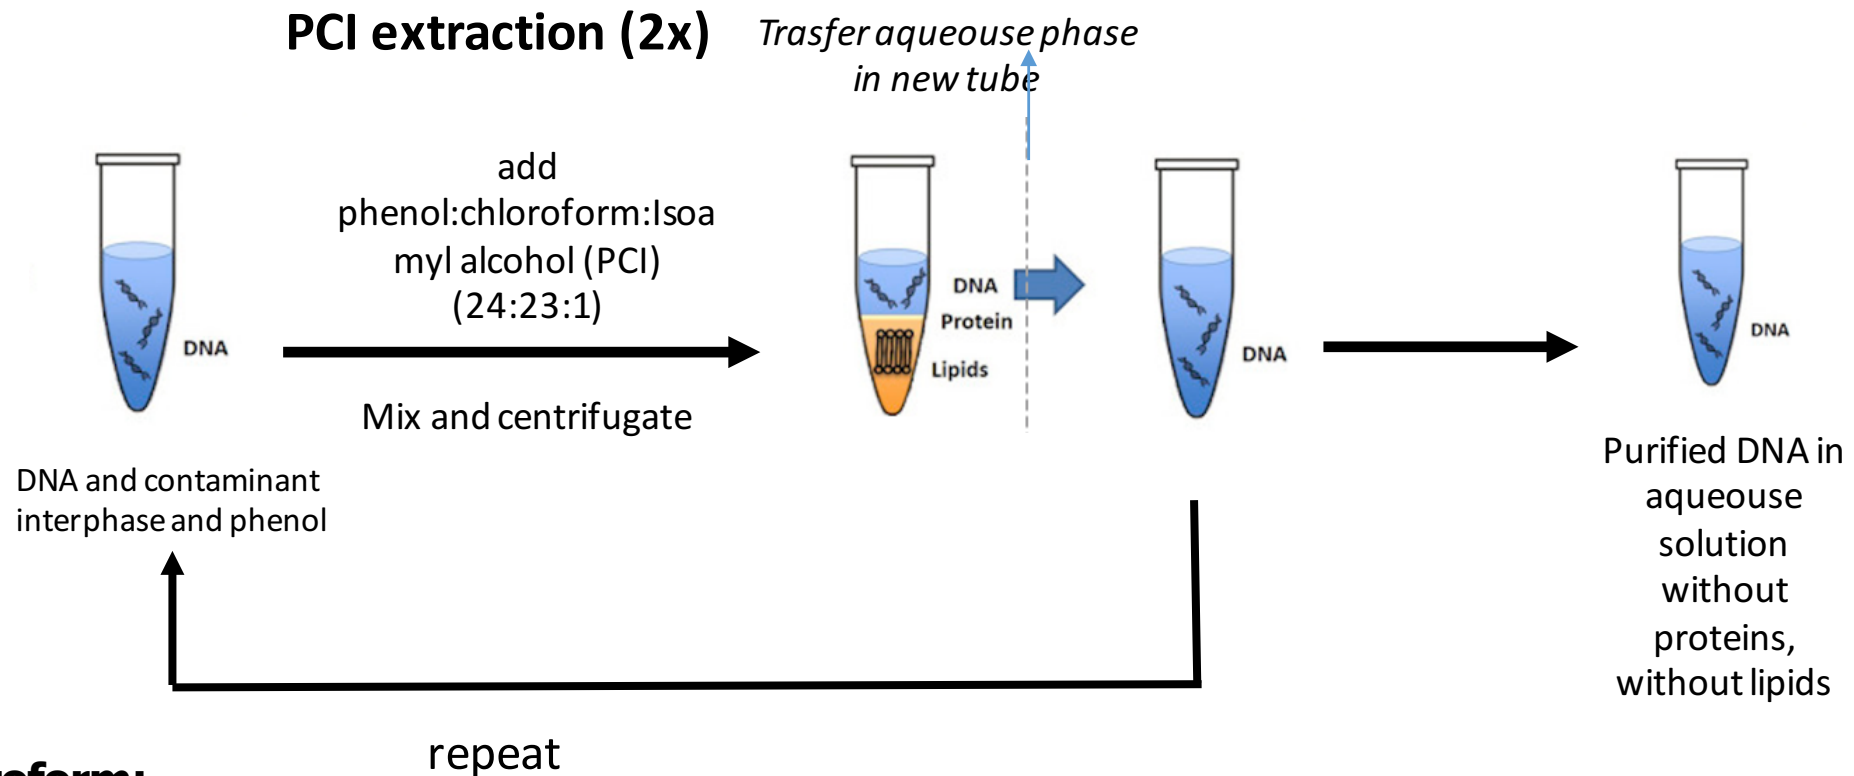 PCI extraction (2x)
Trasfer aqueouse phase
in new tube
add
phenol:chloroform:Isoa
myl alcohol (PCI)
(24:23:1)
Mix and centrifugate
DNA
DNA and contaminant
interphase and phenol
DNA
Protein
Lipids
DNA
DNA
Purified DNA in
aqueouse
solution
without
proteins,
without lipids
repeat